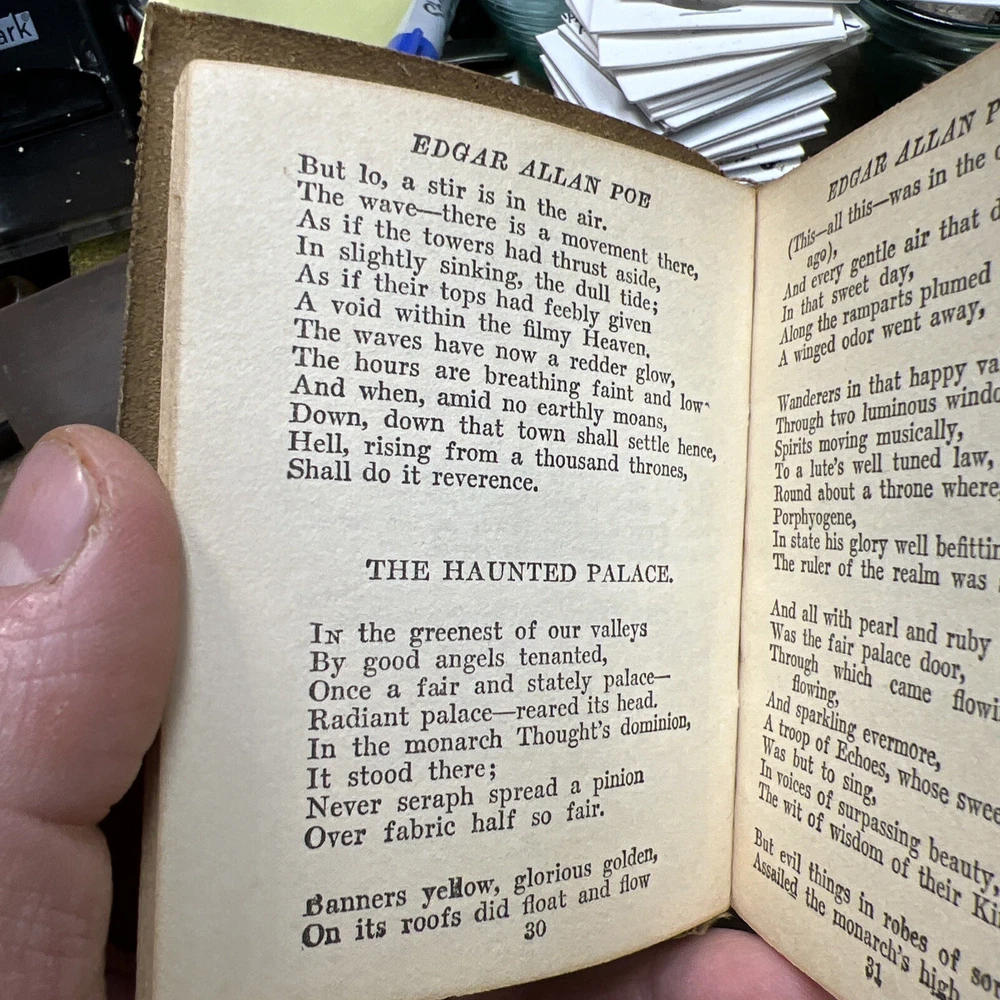 ark
EDGAR ALLAN POE
But lo, a stir is in the air.
The wave—there is a movement there,
As if the towers had thrust aside,
In slightly sinking, the dull tide;
As if their tops had feebly given
A void within the filmy Heaven.
The waves have now a redder glow,
The hours are breathing faint and low
And when, amid no earthly moans,
Down, down that town shall settle hence,
Hell, rising from a thousand thrones,
Shall do it reverence.
THE HAUNTED PALACE.
IN the greenest of our valleys
By good angels tenanted,
Once a fair and stately palace—
Radiant palace—reared its head.
In the monarch Thought's dominion,
It stood there;
Never seraph spread a pinion
Over fabric half so fair.
Banners yellow, glorious golden,
On its roofs did float and flow
30
EDGAR ALLAN P
(This—all this—was in the
ago),
And every gentle air that
In that sweet day,
Along the ramparts plumed
A winged odor went away,
Wanderers in that happy va
Through two luminous windo
Spirits moving musically,
To a lute's well tuned law,
Round about a throne where,
Porphyogene,
In state his glory well befittin
The ruler of the realm was
And all with pearl and ruby
Was the fair palace door,
Through which came flowi
flowing,
And sparkling evermore,
A troop of Echoes, whose swee
Was but to sing,
In voices of surpassing beauty,
The wit of wisdom of their Ki
But evil things in robes of so
Assailed the monarch's high
31